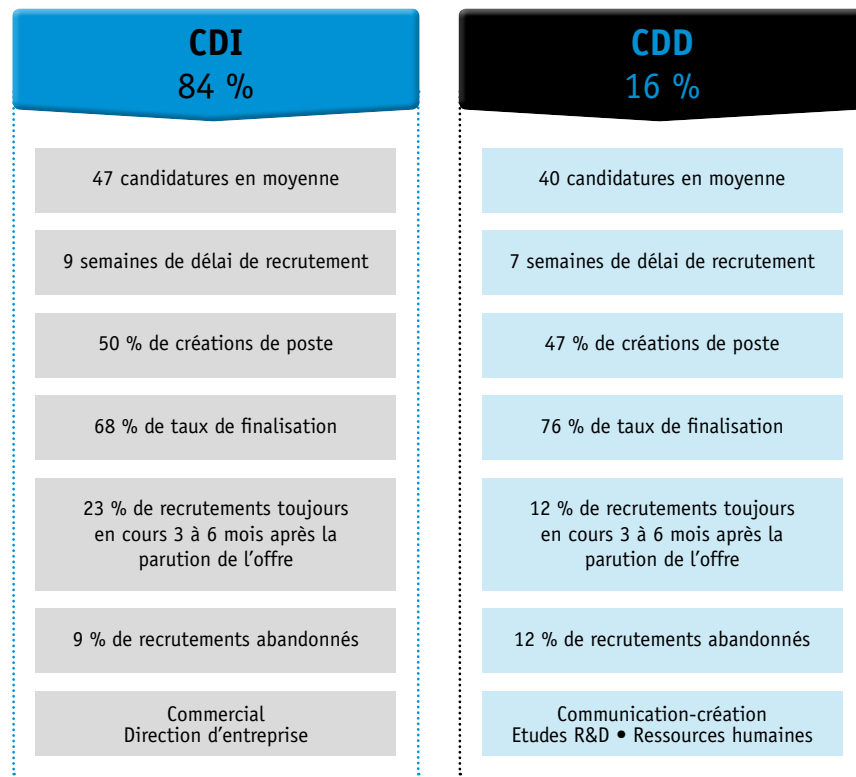 CDI
84 %
47 candidatures en moyenne
9 semaines de délai de recrutement
50 % de créations de poste
68 % de taux de finalisation
23 % de recrutements toujours
en cours 3 à 6 mois après la
parution de l’offre
9 % de recrutements abandonnés
Commercial
Direction d’entreprise
CDD
16 %
40 candidatures en moyenne
7 semaines de délai de recrutement
47 % de créations de poste
76 % de taux de finalisation
12 % de recrutements toujours
en cours 3 à 6 mois après la
parution de l’offre
12 % de recrutements abandonnés
Communication-création
Etudes R&D • Ressources humaines